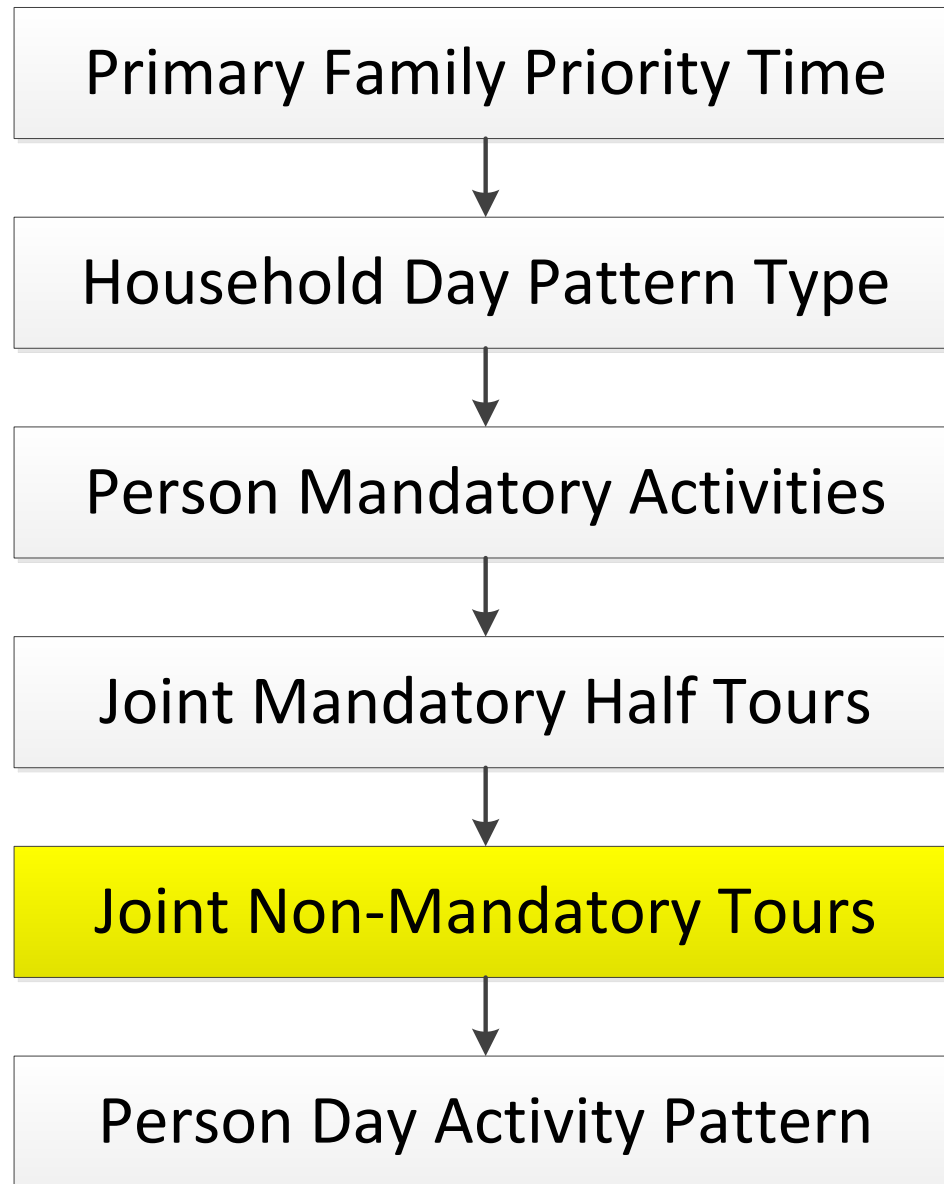 Primary Family Priority Time
Household Day Pattern Type
Person Mandatory Activities
Joint Mandatory Half Tours
Joint Non-Mandatory Tours
Person Day Activity Pattern